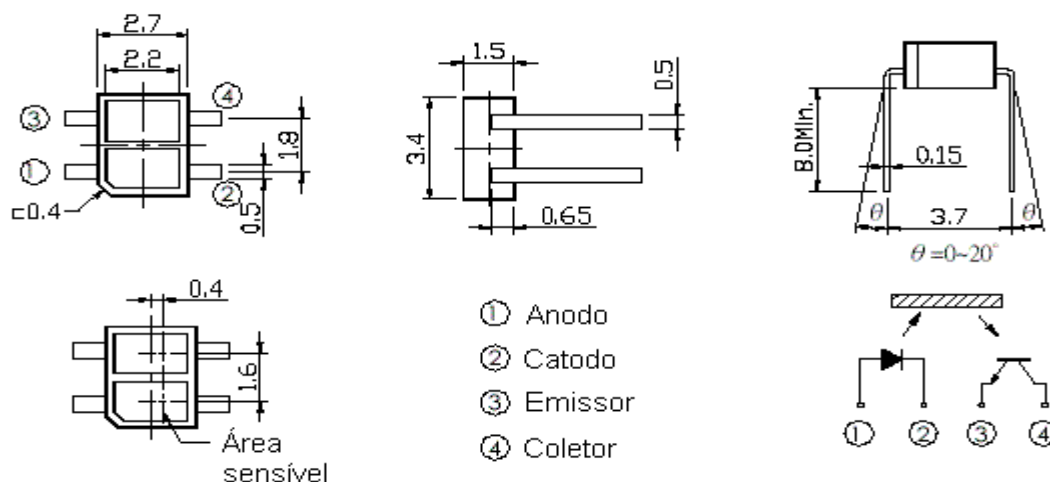 2.7
2.2
③ ④
1.8
① ②
0.5
0.4
1.5
0.5
3.4
0.65
8.0Min.
0.15
θ 3.7 θ
θ =0~20°
0.4
1.6
Área
sensível
① Anodo
② Catodo
③ Emissor
④ Coletor
① ② ③ ④